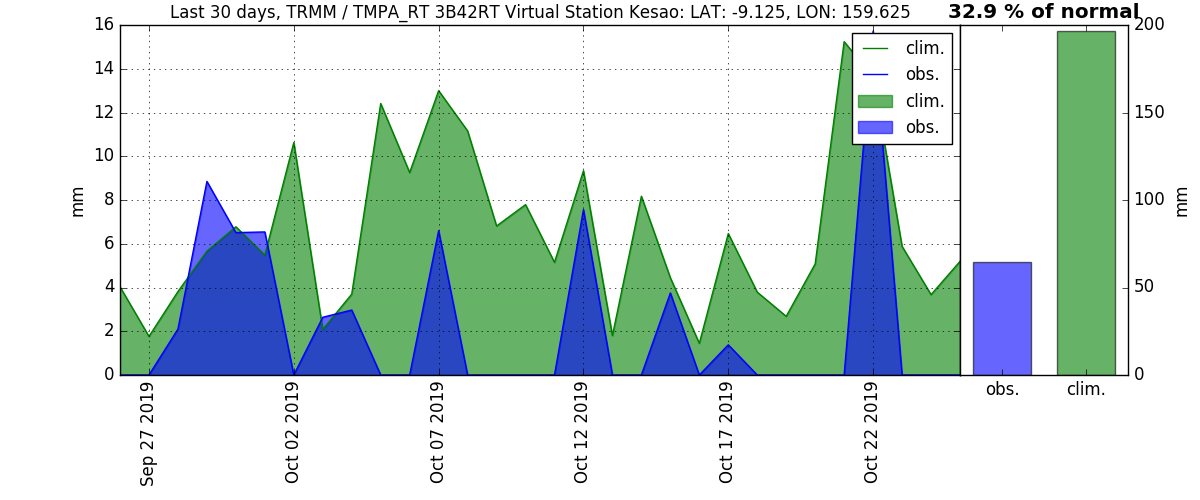 Last 30 days, TRMM / TMPA_RT 3B42RT Virtual Station Kesao: LAT: -9.125, LON: 159.625
32.9 % of normal
16
14
12
10
8
6
4
2
0
mm
clim.
obs.
clim.
obs.
200
150
100
50
0
mm
Sep 27 2019
Oct 02 2019
Oct 07 2019
Oct 12 2019
Oct 17 2019
Oct 22 2019
obs.
clim.